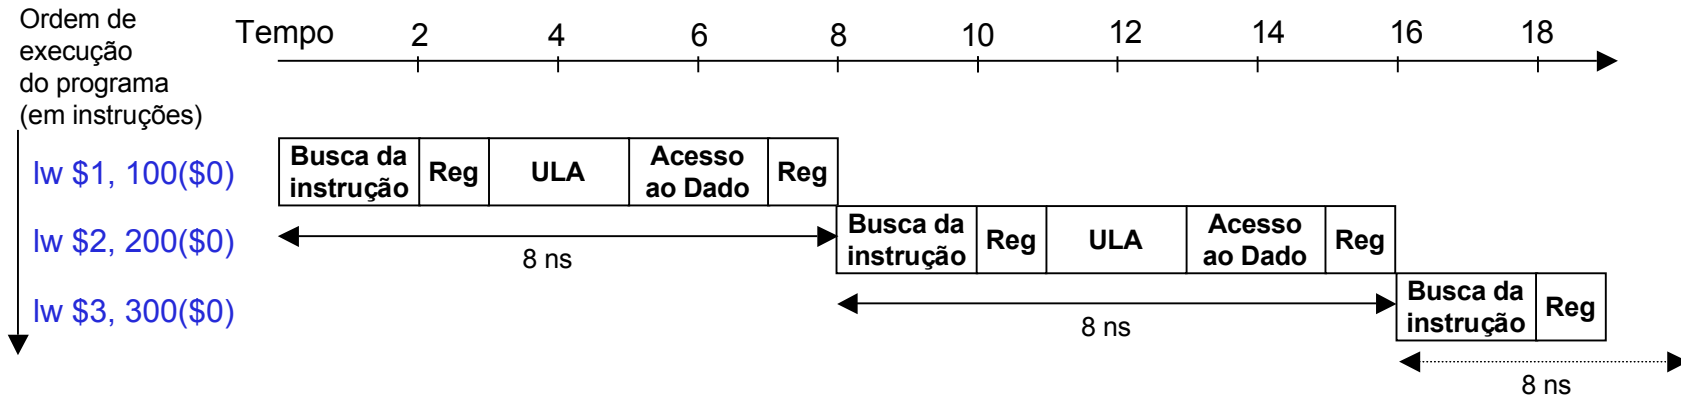 Ordem de
execução
do programa
(em instruções)
Tempo 2 4 6 8 10 12 14 16 18
lw $1, 100($0)
Busca da
instrução
Reg
ULA
Acesso
ao Dado
Reg
8 ns
lw $2, 200($0)
Busca da
instrução
Reg
ULA
Acesso
ao Dado
Reg
8 ns
lw $3, 300($0)
Busca da
instrução
Reg
8 ns